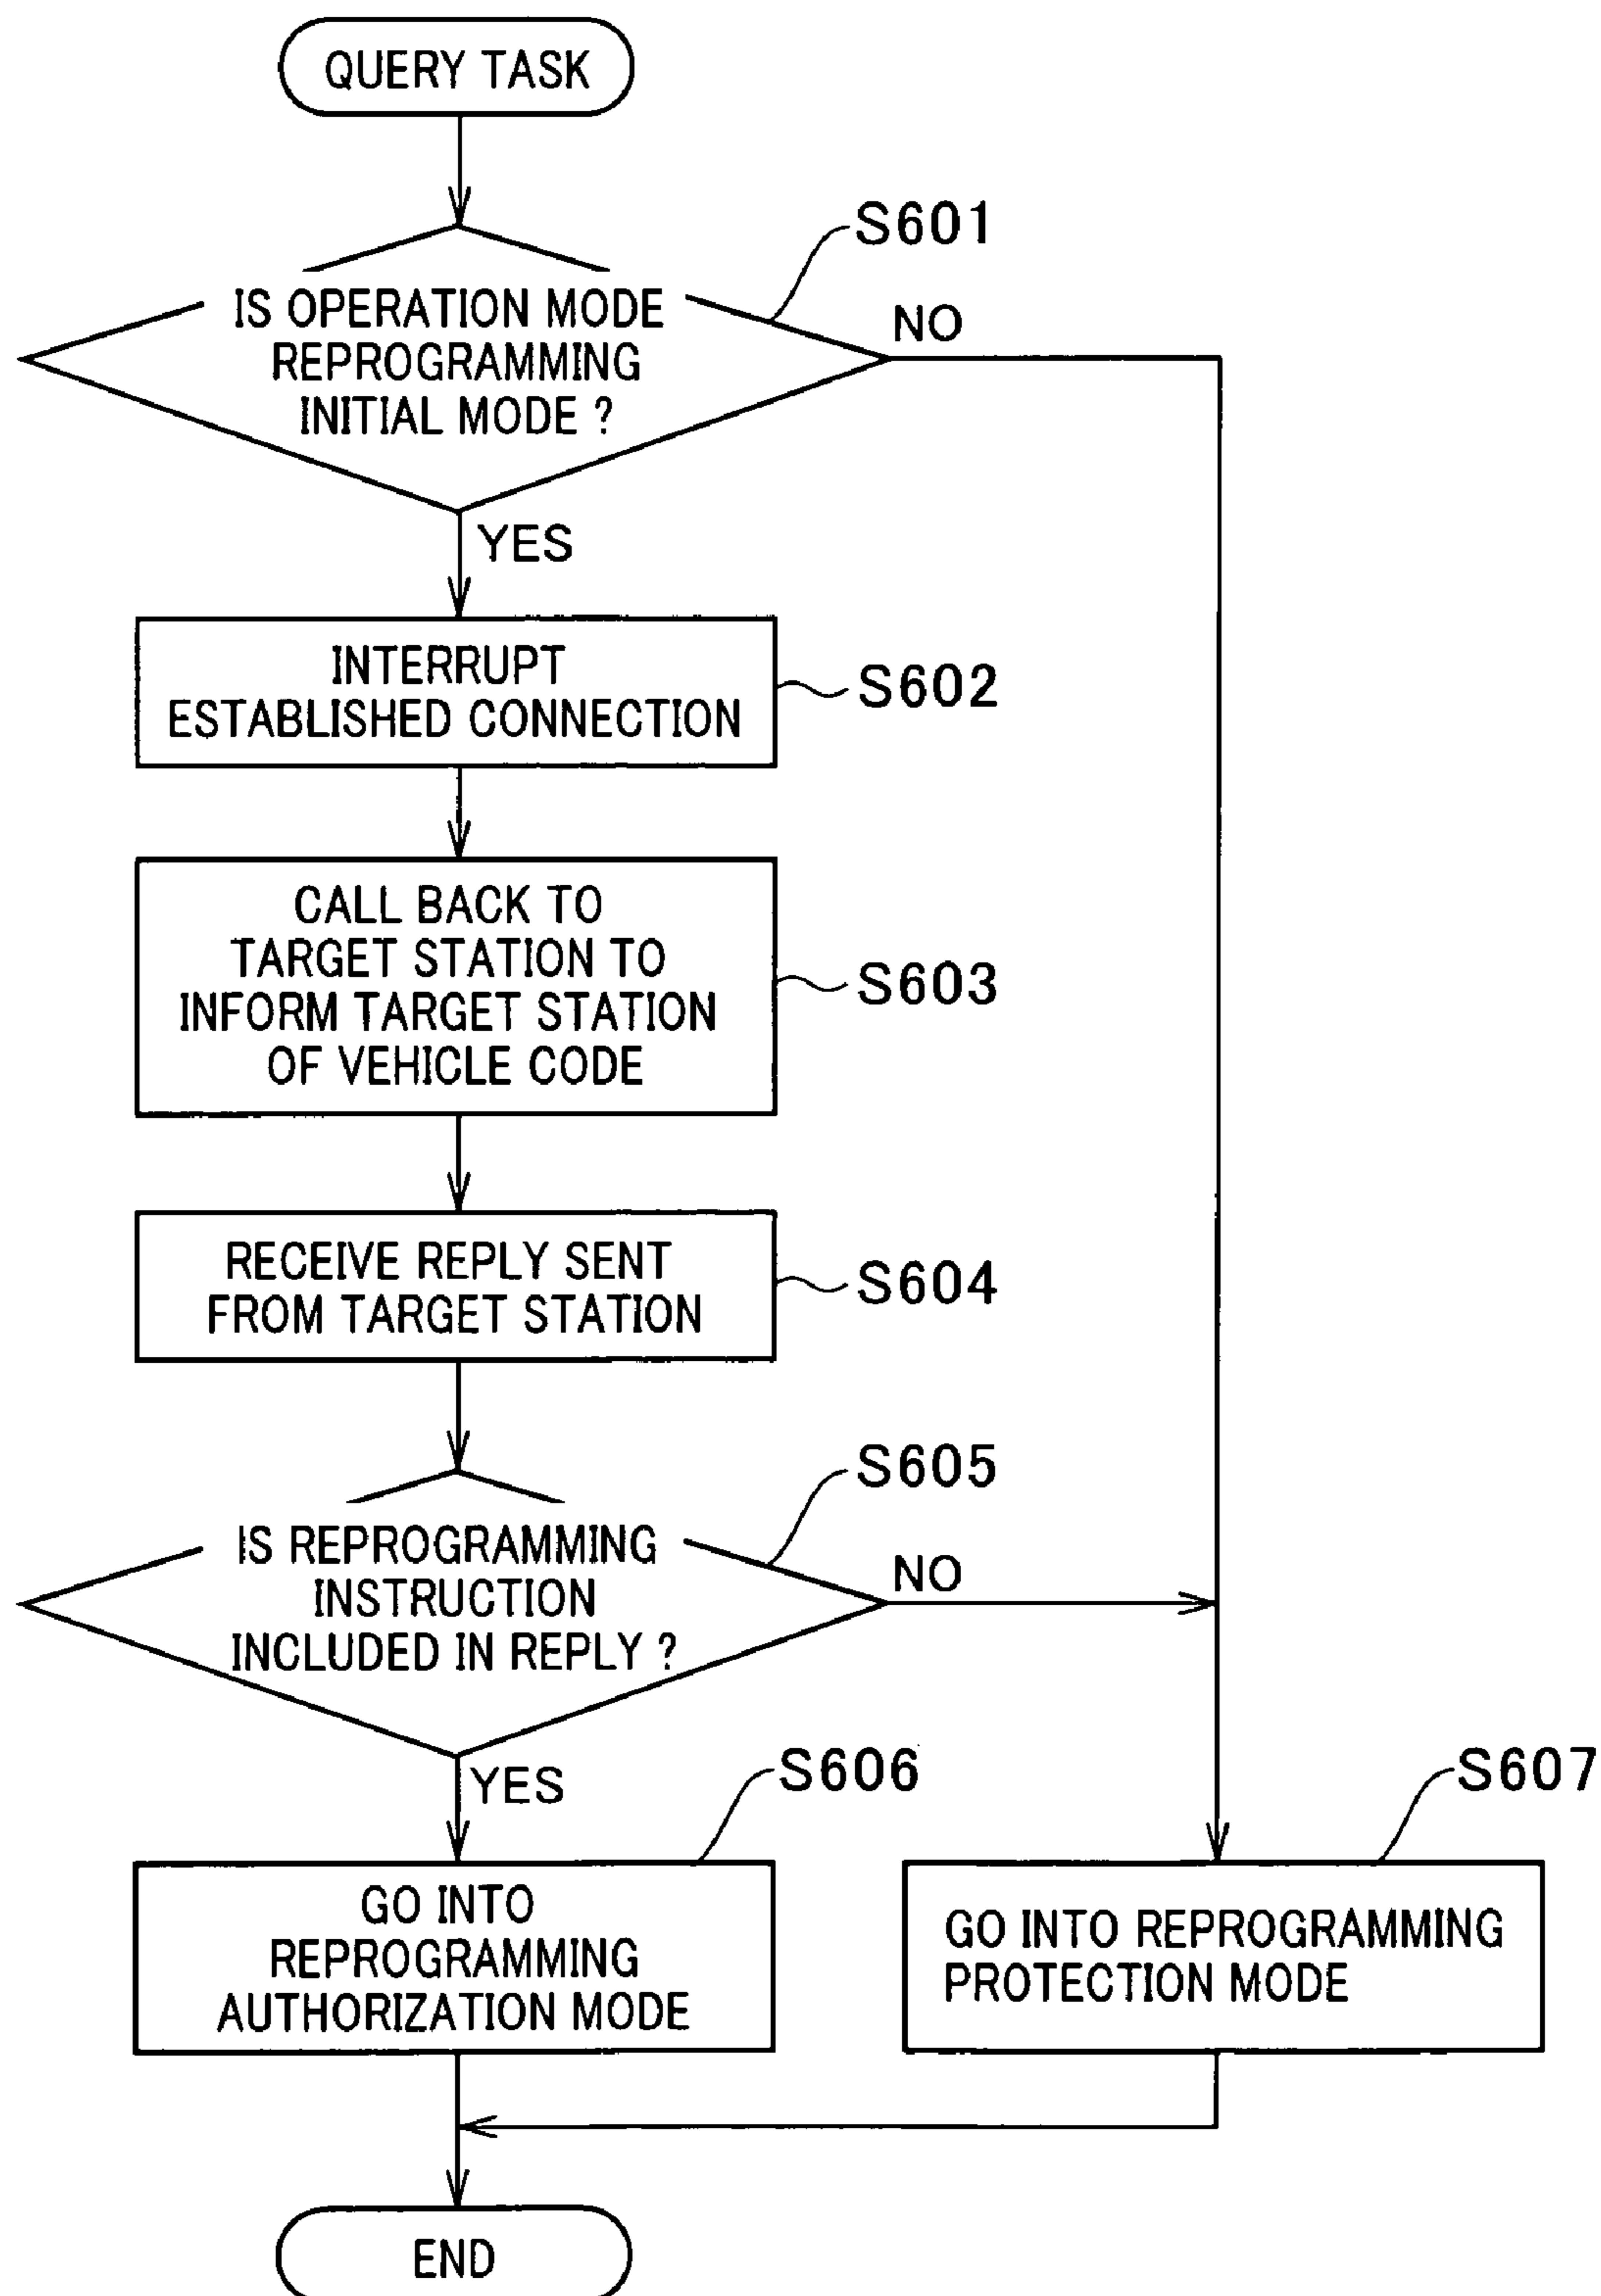 QUERY TASK
S601
IS OPERATION MODE
REPROGRAMMING
INITIAL MODE ?
NO
YES
INTERRUPT
ESTABLISHED CONNECTION
S602
CALL BACK TO
TARGET STATION TO
INFORM TARGET STATION
OF VEHICLE CODE
S603
RECEIVE REPLY SENT
FROM TARGET STATION
S604
S605
IS REPROGRAMMING
INSTRUCTION
INCLUDED IN REPLY ?
NO
YES
S606
S607
GO INTO
REPROGRAMMING
AUTHORIZATION MODE
GO INTO REPROGRAMMING
PROTECTION MODE
END